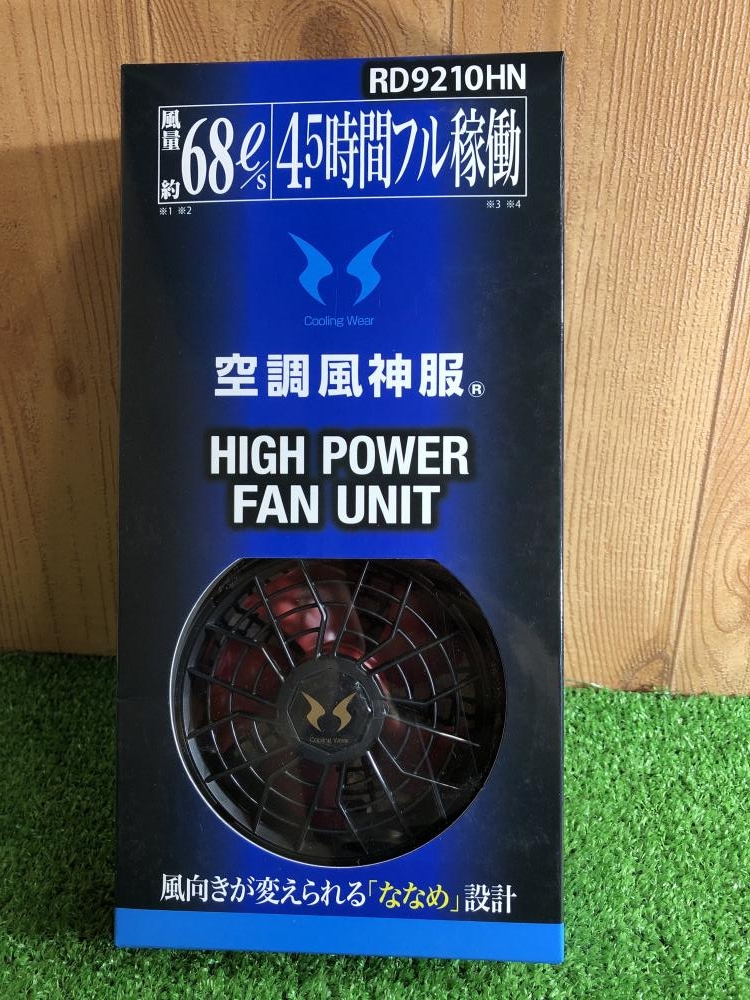 RD9210HN
風量 約 68ℓ/s 4.5時間フル稼働
※1 ※2 ※3 ※4
Cooling Wear
空調風神服®
HIGH POWER
FAN UNIT
Cooling Wear
風向きが変えられる「ななめ」設計